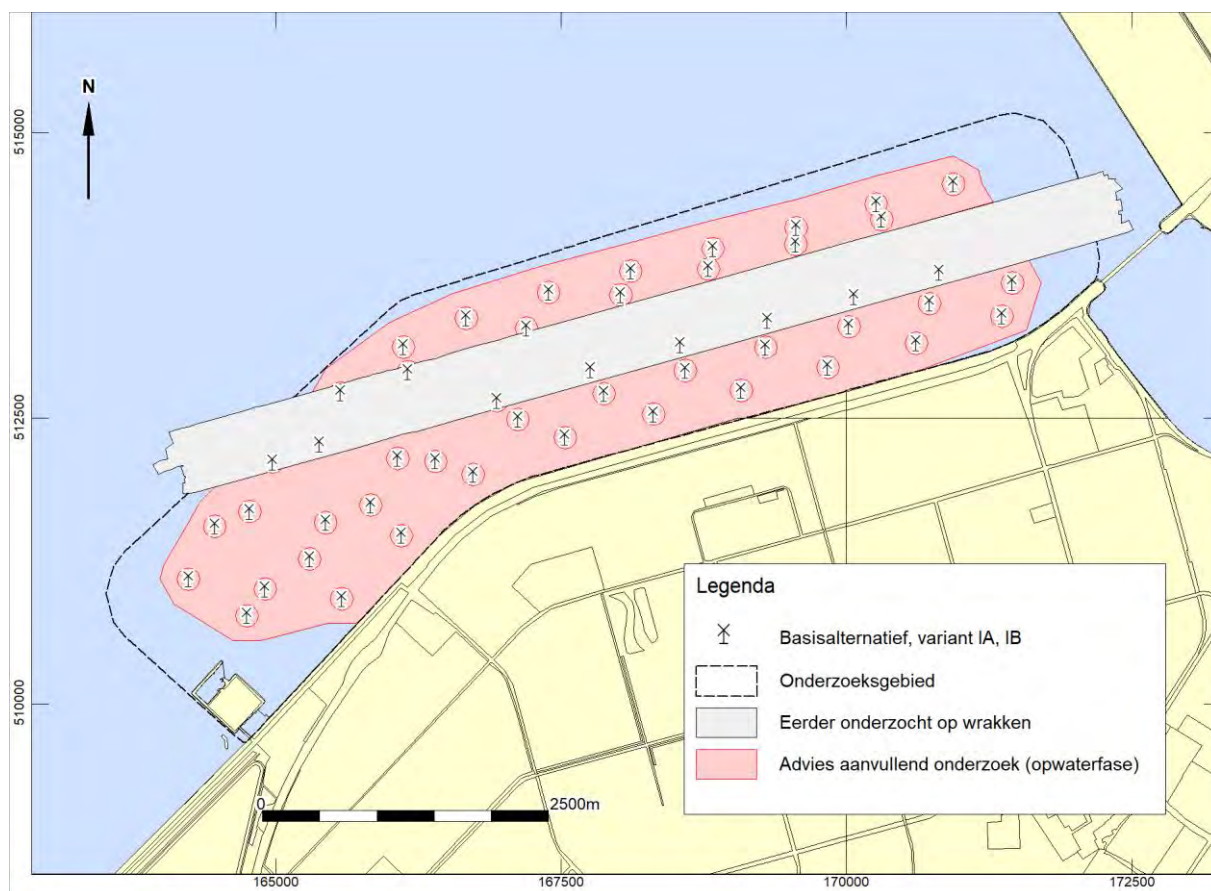 N
515000
512500
510000
Legenda
Basisalternatief, variant IA, IB
Onderzoeksgebied
Eerder onderzocht op wrakken
Advies aanvullend onderzoek (opwaterfase)
0 2500m
165000 167500 170000 172500